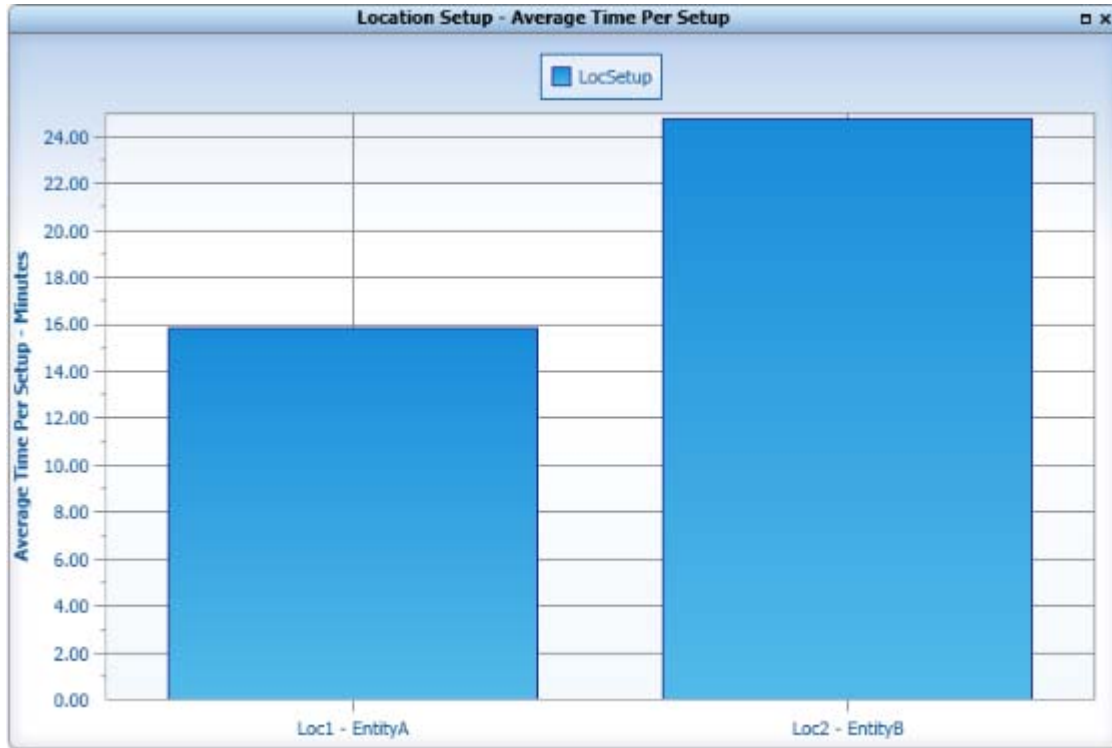 Location Setup - Average Time Per Setup
LocSetup
Average Time Per Setup - Minutes
24.00
22.00
20.00
18.00
16.00
14.00
12.00
10.00
8.00
6.00
4.00
2.00
0.00
Loc1 - EntityA
Loc2 - EntityB